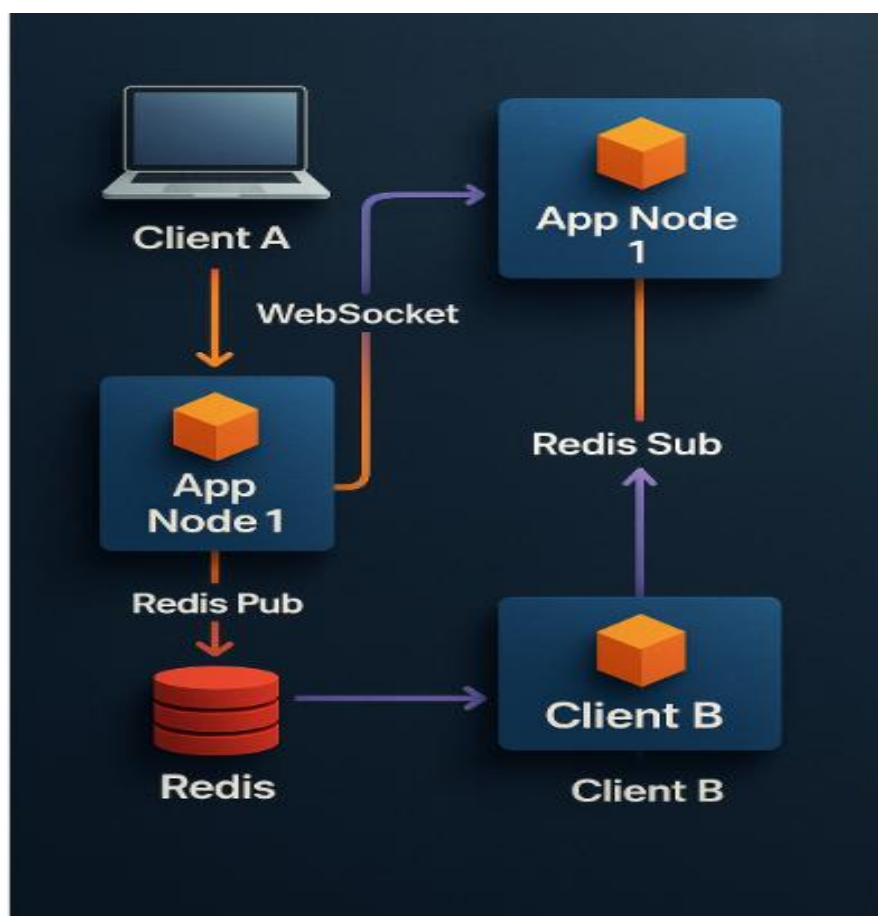 Client A
WebSocket
App Node
1
App
Node 1
Redis Pub
Redis
Redis Sub
Client B
Client B